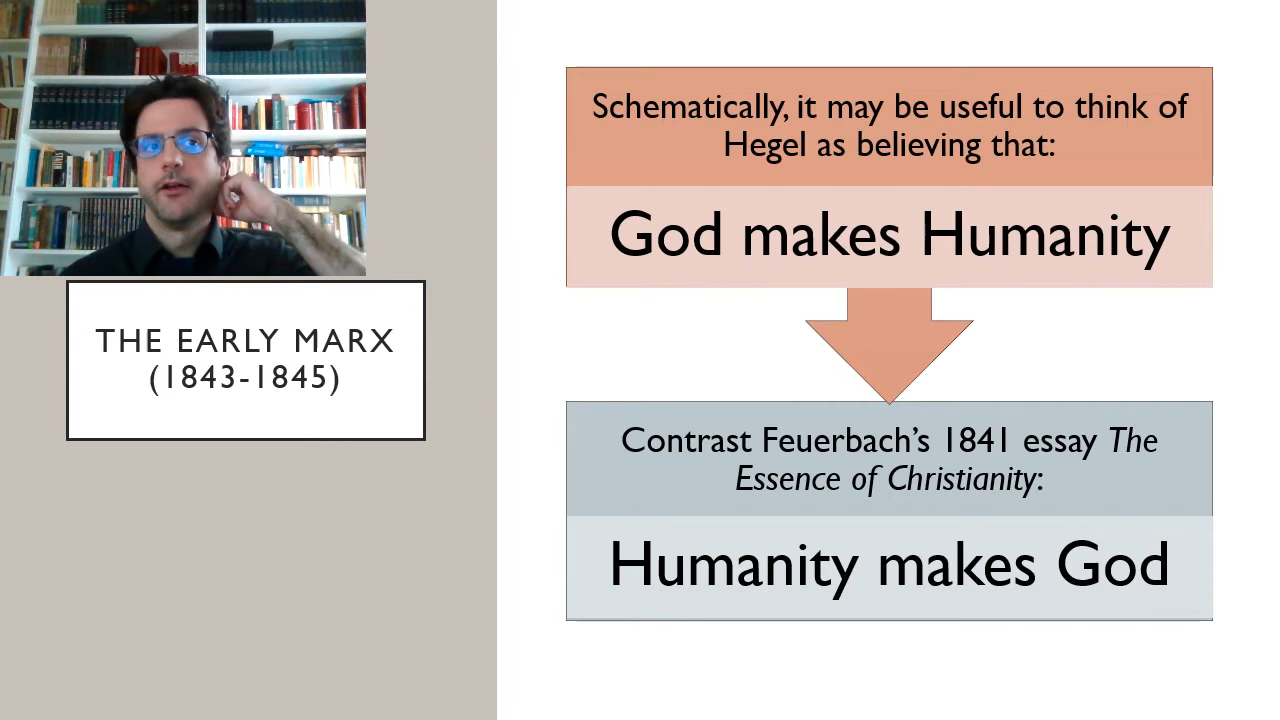 THE EARLY MARX
(1843-1845)
Schematically, it may be useful to think of
Hegel as believing that:
God makes Humanity
Contrast Feuerbach’s 1841 essay The
Essence of Christianity:
Humanity makes God